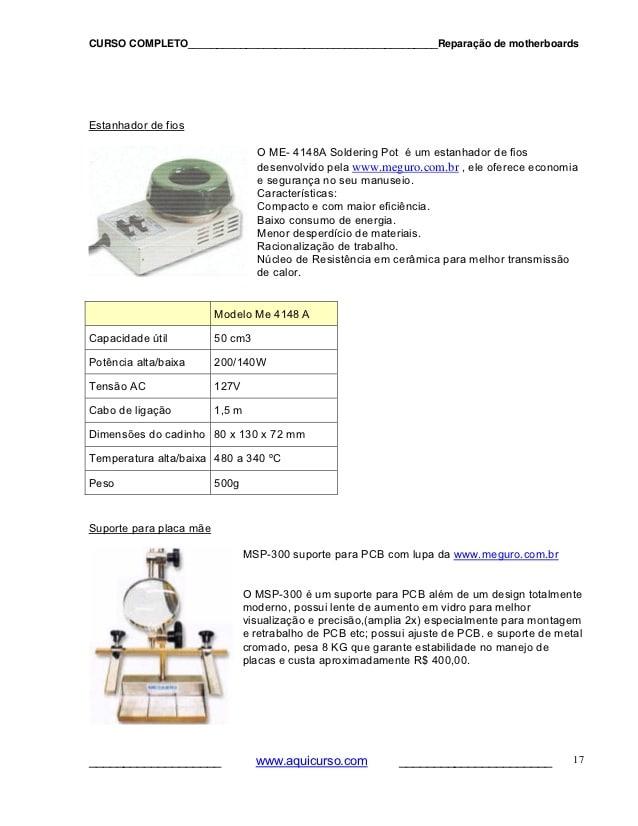 CURSO COMPLETO__________________________________________Reparação de motherboards
Estanhador de fios
O ME- 4148A Soldering Pot é um estanhador de fios
desenvolvido pela www.meguro.com.br , ele oferece economia
e segurança no seu manuseio.
Características:
Compacto e com maior eficiência.
Baixo consumo de energia.
Menor desperdício de materiais.
Racionalização de trabalho.
Núcleo de Resistência em cerâmica para melhor transmissão
de calor.
Modelo Me 4148 A
Capacidade útil 50 cm3
Potência alta/baixa 200/140W
Tensão AC 127V
Cabo de ligação 1,5 m
Dimensões do cadinho 80 x 130 x 72 mm
Temperatura alta/baixa 480 a 340 ºC
Peso 500g
Suporte para placa mãe
MSP-300 suporte para PCB com lupa da www.meguro.com.br
O MSP-300 é um suporte para PCB além de um design totalmente
moderno, possui lente de aumento em vidro para melhor
visualização e precisão,(amplia 2x) especialmente para montagem
e retrabalho de PCB etc; possui ajuste de PCB. e suporte de metal
cromado, pesa 8 KG que garante estabilidade no manejo de
placas e custa aproximadamente R$ 400,00.
MEGURO
___________________ www.aquicurso.com ______________________ 17